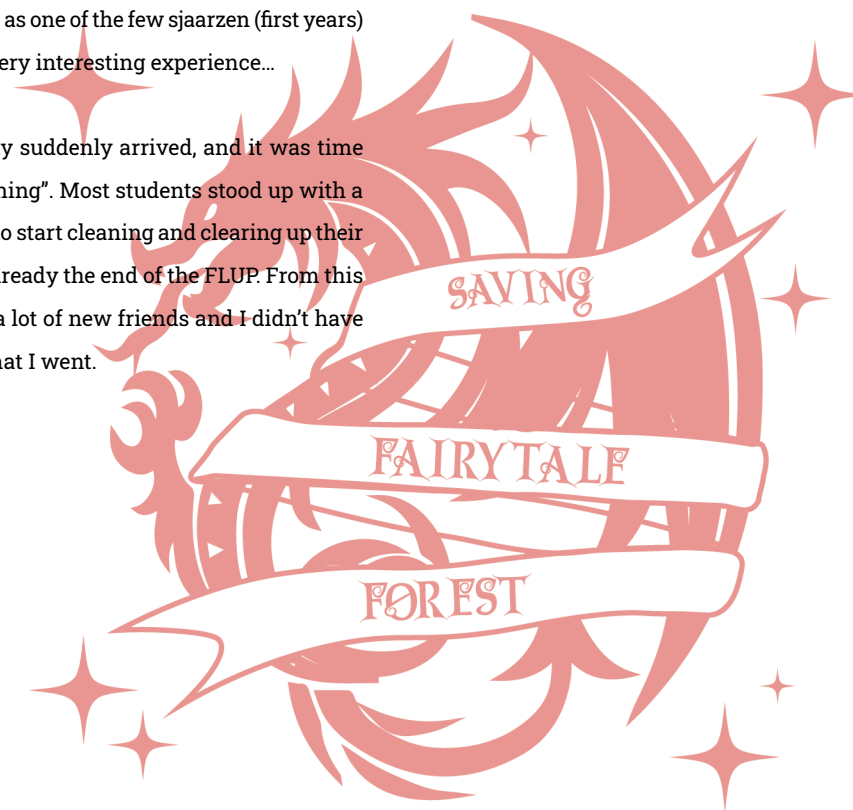 as one of the few sjaarzen (first years)
ery interesting experience…
y suddenly arrived, and it was time
ning”. Most students stood up with a
o start cleaning and clearing up their
lready the end of the FLUP. From this
a lot of new friends and I didn’t have
hat I went.
SAVING
FAIRYTALE
FOREST